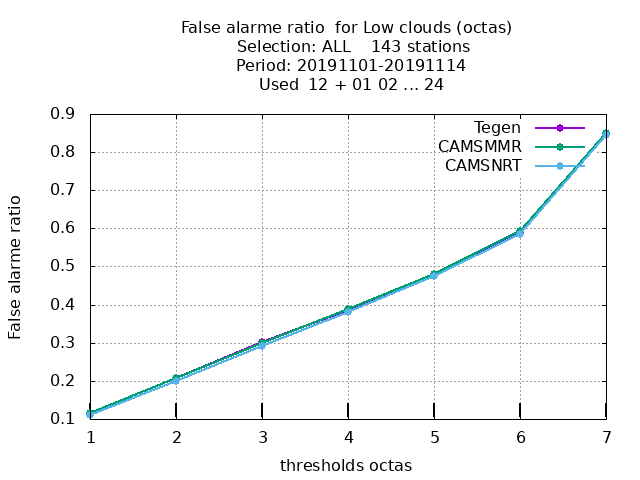 False alarme ratio  for Low clouds (octas)
Selection: ALL    143 stations
Period: 20191101-20191114
Used  12 + 01 02 ... 24
Tegen
CAMSMMR
CAMSNRT
False alarme ratio
0.9
0.8
0.7
0.6
0.5
0.4
0.3
0.2
0.1
1 2 3 4 5 6 7
thresholds octas